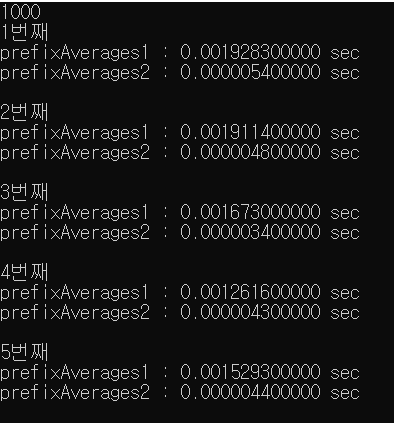 1000
1번째
prefixAverages1 : 0.001928300000 sec
prefixAverages2 : 0.000005400000 sec
2번째
prefixAverages1 : 0.001911400000 sec
prefixAverages2 : 0.000004800000 sec
3번째
prefixAverages1 : 0.001673000000 sec
prefixAverages2 : 0.000003400000 sec
4번째
prefixAverages1 : 0.001261600000 sec
prefixAverages2 : 0.000004300000 sec
5번째
prefixAverages1 : 0.001529300000 sec
prefixAverages2 : 0.000004400000 sec